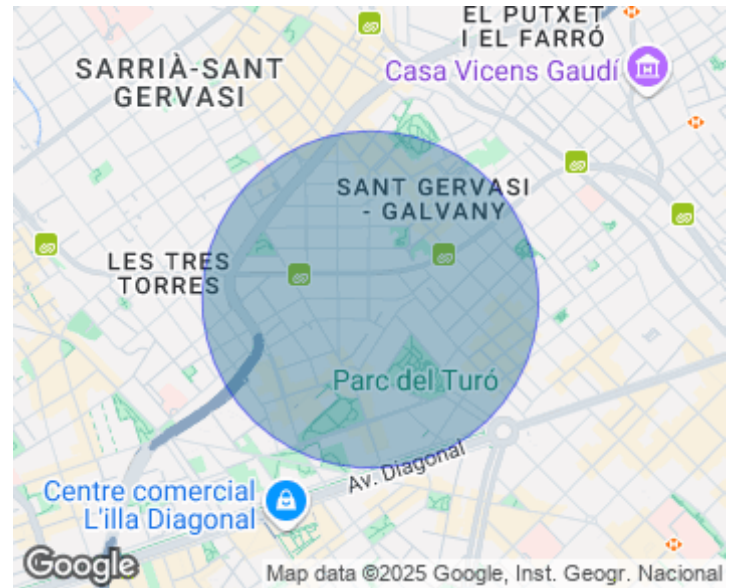 EL PUTXET
I EL FARRÓ
SARRIÀ-SANT
GERVASI
Casa Vicens Gaudí
SANT GERVASI
- GALVANY
LES TRES
TORRES
Parc del Turó
Av. Diagonal
Centre comercial
L'illa Diagonal
Google
Map data ©2025 Google, Inst. Geogr. Nacional